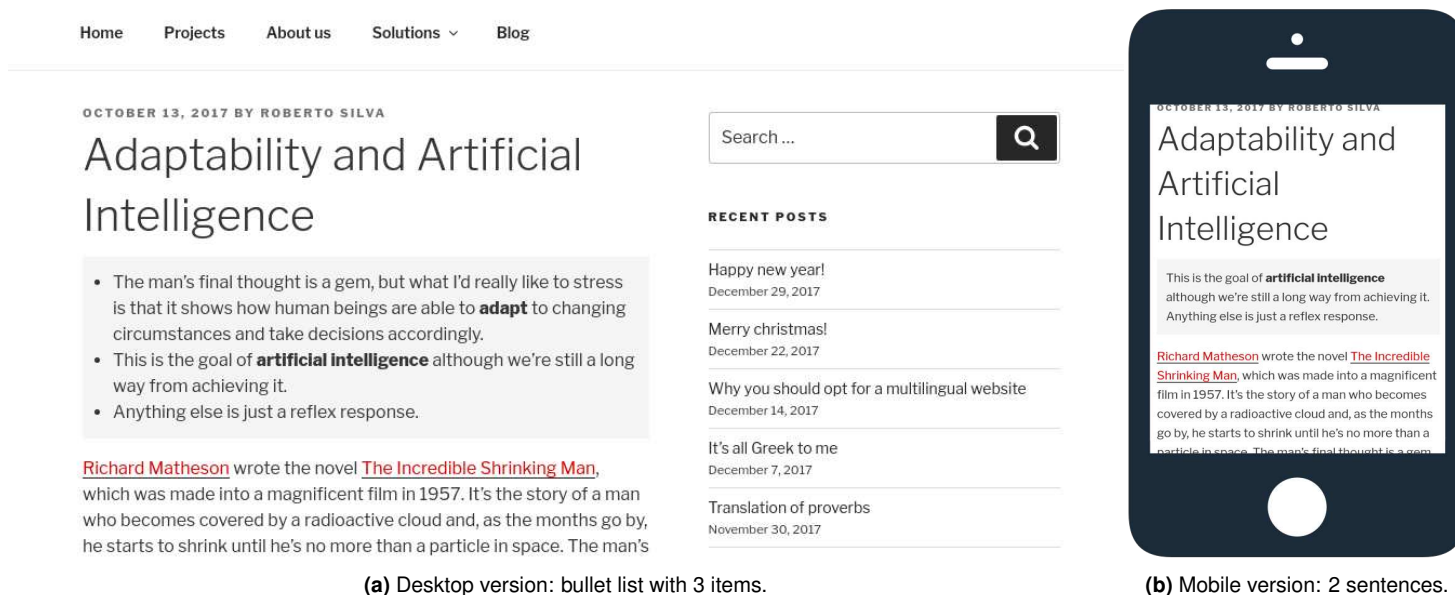 Home Projects About us Solutions Blog
OCTOBER 13, 2017 BY ROBERTO SILVA
Adaptability and Artificial
Intelligence
• The man's final thought is a gem, but what I'd really like to stress
is that it shows how human beings are able to adapt to changing
circumstances and take decisions accordingly.
• This is the goal of artificial intelligence although we're still a long
way from achieving it.
• Anything else is just a reflex response.
Richard Matheson wrote the novel The Incredible Shrinking Man,
which was made into a magnificent film in 1957. It's the story of a man
who becomes covered by a radioactive cloud and, as the months go by,
he starts to shrink until he's no more than a particle in space. The man's
Search ...
RECENT POSTS
Happy new year!
December 29, 2017
Merry christmas!
December 22, 2017
Why you should opt for a multilingual website
December 14, 2017
It's all Greek to me
December 7, 2017
Translation of proverbs
November 30, 2017
(a) Desktop version: bullet list with 3 items.
OCTOBER 13, 2017 BY ROBERTO SILVA
Adaptability and
Artificial
Intelligence
This is the goal of artificial intelligence
although we're still a long way from achieving it.
Anything else is just a reflex response.
Richard Matheson wrote the novel The Incredible
Shrinking Man, which was made into a magnificent
film in 1957. It's the story of a man who becomes
covered by a radioactive cloud and, as the months
go by, he starts to shrink until he's no more than a
particle in space. The man's final thought is a gem
(b) Mobile version: 2 sentences.